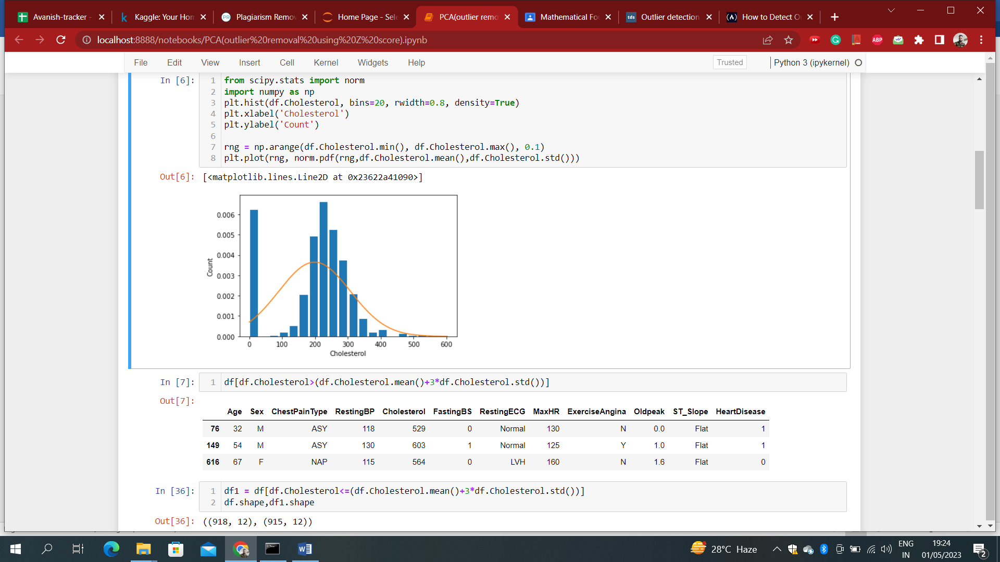 Avanish-tracker -
Kaggle: Your Hom
Plagiarism Remov
Home Page - Sele
PCA(outlier remo
Mathematical Fo
Outlier detection
How to Detect O
localhost:8888/notebooks/PCA(outlier%20removal%20using%20Z%20score).ipynb
File Edit View Insert Cell Kernel Widgets Help Trusted Python 3 (ipykernel)
In [6]:
1 from scipy.stats import norm
2 import numpy as np
3 plt.hist(df.Cholesterol, bins=20, rwidth=0.8, density=True)
4 plt.xlabel('Cholesterol')
5 plt.ylabel('Count')
6
7 rng = np.arange(df.Cholesterol.min(), df.Cholesterol.max(), 0.1)
8 plt.plot(rng, norm.pdf(rng,df.Cholesterol.mean(),df.Cholesterol.std()))
Out[6]: [<matplotlib.lines.Line2D at 0x23622a41090>]
0.006
0.005
0.004
0.003
0.002
0.001
0.000
Count
0 100 200 300 400 500 600
Cholesterol
In [7]: 1 df[df.Cholesterol>(df.Cholesterol.mean()+3*df.Cholesterol.std())]
Out[7]:
Age Sex ChestPainType RestingBP Cholesterol FastingBS RestingECG MaxHR ExerciseAngina Oldpeak ST_Slope HeartDisease
76 32 M ASY 118 529 0 Normal 130 N 0.0 Flat 1
149 54 M ASY 130 603 1 Normal 125 Y 1.0 Flat 1
616 67 F NAP 115 564 0 LVH 160 N 1.6 Flat 0
In [36]: 1 df1 = df[df.Cholesterol<=(df.Cholesterol.mean()+3*df.Cholesterol.std())]
2 df.shape,df1.shape
Out[36]: ((918, 12), (915, 12))
28°C Haze
ENG
IN
19:24
01/05/2023
2
k
PR
tds
(A)
G
ABP
W